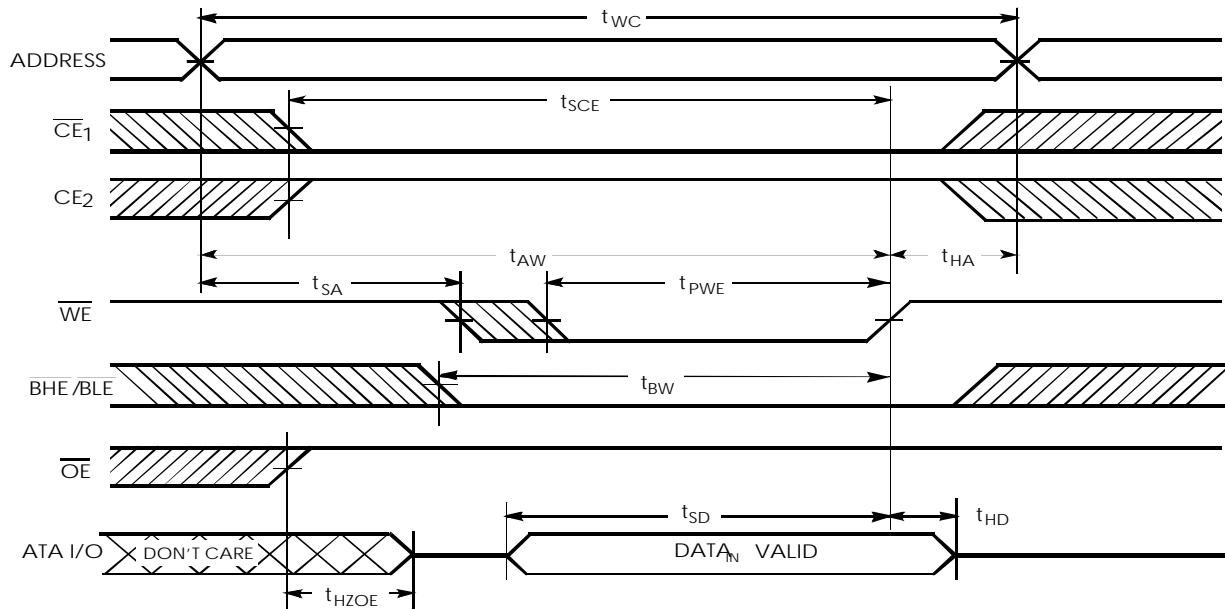 tWC
ADDRESS
tSCE
CE1
CE2
tAW
tHA
tSA
tPWE
WE
BHE/BLE
tBW
OE
tSD
tHD
ATA I/O
DON'T CARE
DATAIN VALID
tHZOE